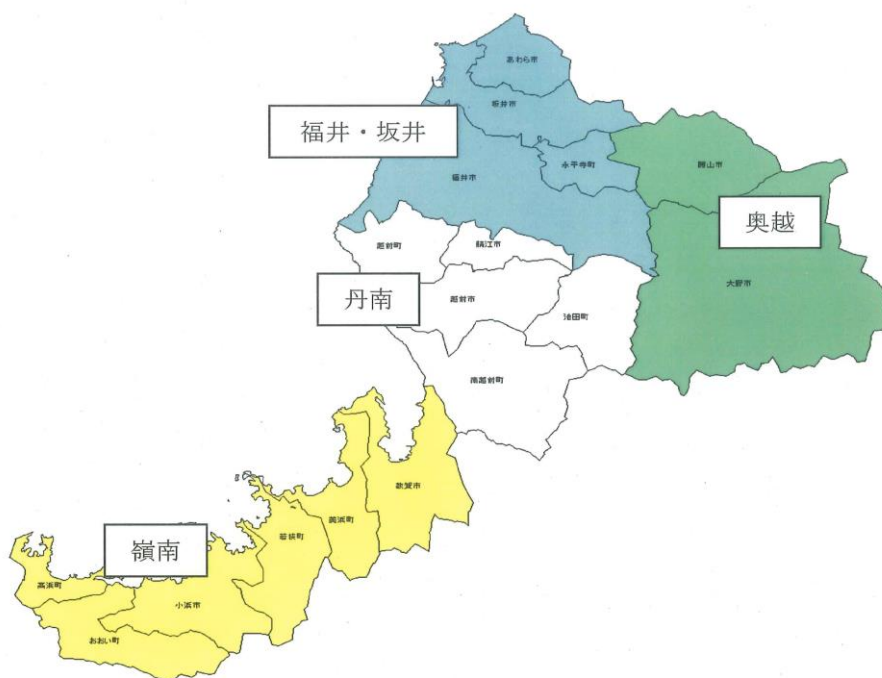 あわら市
坂井市
福井・坂井
永平寺町
勝山市
福井市
奥越
越前町
鯖江市
大野市
丹南
越前市
池田町
南越前町
敦賀市
美浜町
若狭町
嶺南
高浜町
小浜市
おおい町